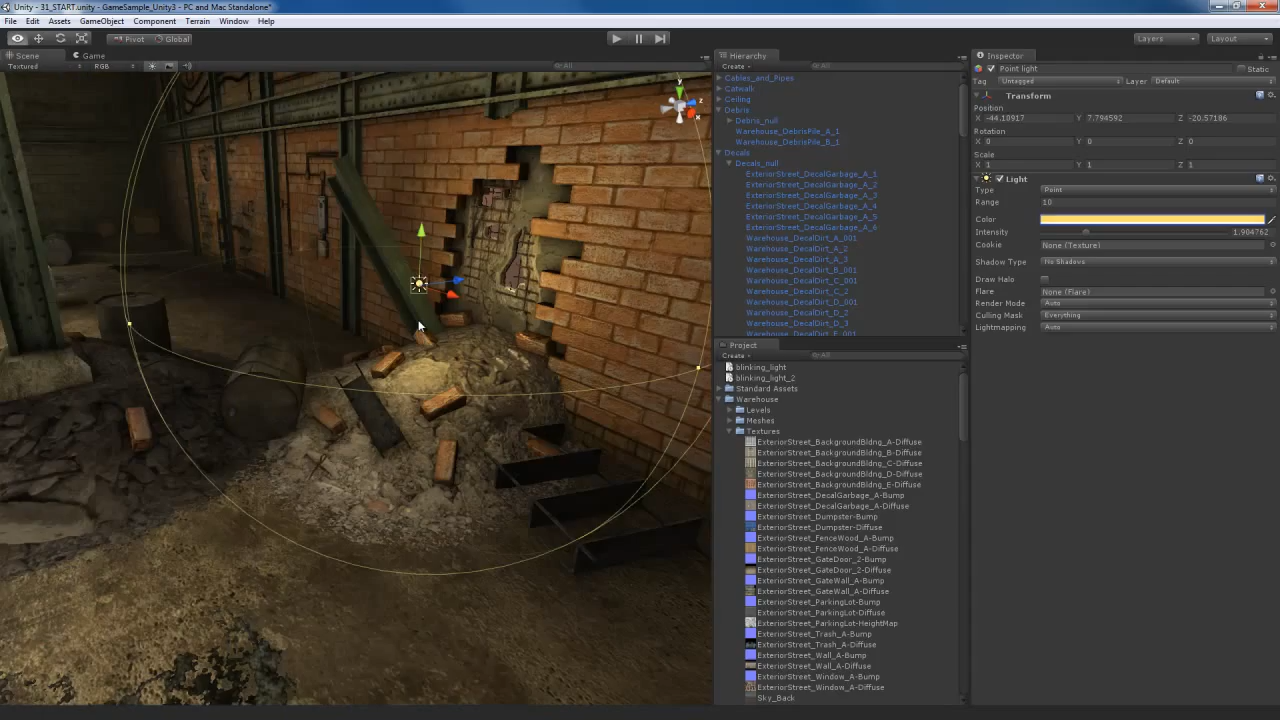 Unity - 31_START.unity - GameSample_Unity3 - PC and Mac Standalone*
File Edit Assets GameObject Component Terrain Window Help
Pivot Global Layers Layout
Scene Game
Textured RGB All
y
z
x
Hierarchy
Create All
Cables_and_Pipes
Catwalk
Ceiling
Debris
Debris_null
Warehouse_DebrisPile_A_1
Warehouse_DebrisPile_B_1
Decals
Decals_null
ExteriorStreet_DecalGarbage_A_1
ExteriorStreet_DecalGarbage_A_2
ExteriorStreet_DecalGarbage_A_3
ExteriorStreet_DecalGarbage_A_4
ExteriorStreet_DecalGarbage_A_5
ExteriorStreet_DecalGarbage_A_6
Warehouse_DecalDirt_A_001
Warehouse_DecalDirt_A_2
Warehouse_DecalDirt_A_3
Warehouse_DecalDirt_B_001
Warehouse_DecalDirt_C_001
Warehouse_DecalDirt_C_2
Warehouse_DecalDirt_D_001
Warehouse_DecalDirt_D_2
Warehouse_DecalDirt_D_3
Warehouse_DecalDirt_E_001
Project
Create All
blinking_light
blinking_light_2
Standard Assets
Warehouse
Levels
Meshes
Textures
ExteriorStreet_BackgroundBldng_A-Diffuse
ExteriorStreet_BackgroundBldng_B-Diffuse
ExteriorStreet_BackgroundBldng_C-Diffuse
ExteriorStreet_BackgroundBldng_D-Diffuse
ExteriorStreet_BackgroundBldng_E-Diffuse
ExteriorStreet_DecalGarbage_A-Bump
ExteriorStreet_DecalGarbage_A-Diffuse
ExteriorStreet_Dumpster-Bump
ExteriorStreet_Dumpster-Diffuse
ExteriorStreet_FenceWood_A-Bump
ExteriorStreet_FenceWood_A-Diffuse
ExteriorStreet_GateDoor_2-Bump
ExteriorStreet_GateDoor_2-Diffuse
ExteriorStreet_GateWall_A-Bump
ExteriorStreet_GateWall_A-Diffuse
ExteriorStreet_ParkingLot-Bump
ExteriorStreet_ParkingLot-Diffuse
ExteriorStreet_ParkingLot-HeightMap
ExteriorStreet_Trash_A-Bump
ExteriorStreet_Trash_A-Diffuse
ExteriorStreet_Wall_A-Bump
ExteriorStreet_Wall_A-Diffuse
ExteriorStreet_Window_A-Bump
ExteriorStreet_Window_A-Diffuse
Sky_Back
Inspector
Point light Static
Tag Untagged Layer Default
Transform
Position
X -44.10917 Y 7.794592 Z -20.57186
Rotation
X 0 Y 0 Z 0
Scale
X 1 Y 1 Z 1
Light
Type Point
Range 10
Color
Intensity 1.904762
Cookie None (Texture)
Shadow Type No Shadows
Draw Halo
Flare None (Flare)
Render Mode Auto
Culling Mask Everything
Lightmapping Auto